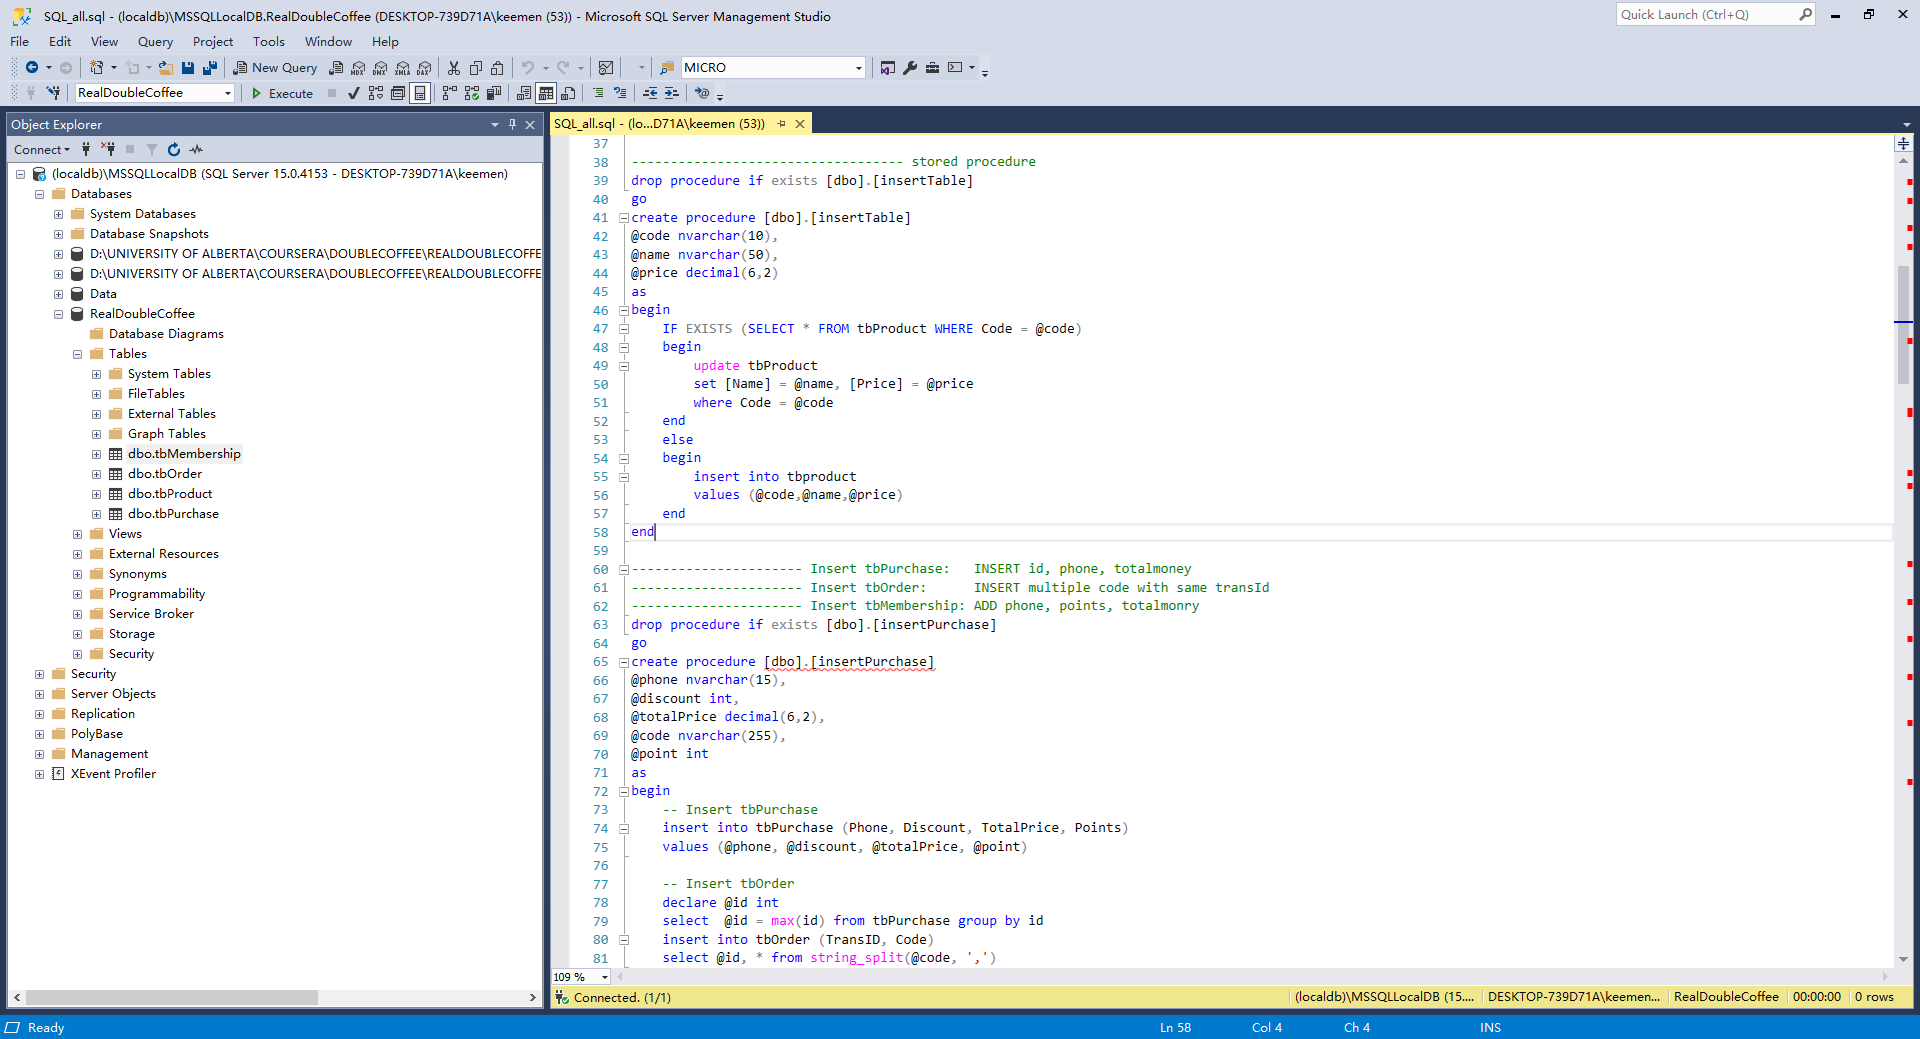 SQL_all.sql - (localdb)\MSSQLLocalDB.RealDoubleCoffee (DESKTOP-739D71A\keemen (53)) - Microsoft SQL Server Management Studio
Quick Launch (Ctrl+Q)
File Edit View Query Project Tools Window Help
New Query MDX DMX XMLA DAX MICRO
RealDoubleCoffee Execute
Object Explorer
Connect
(localdb)\MSSQLLocalDB (SQL Server 15.0.4153 - DESKTOP-739D71A\keemen)
Databases
System Databases
Database Snapshots
D:\UNIVERSITY OF ALBERTA\COURSERA\DOUBLECOFFEE\REALDOUBLECOFFE
D:\UNIVERSITY OF ALBERTA\COURSERA\DOUBLECOFFEE\REALDOUBLECOFFE
Data
RealDoubleCoffee
Database Diagrams
Tables
System Tables
FileTables
External Tables
Graph Tables
dbo.tbMembership
dbo.tbOrder
dbo.tbProduct
dbo.tbPurchase
Views
External Resources
Synonyms
Programmability
Service Broker
Storage
Security
Security
Server Objects
Replication
PolyBase
Management
XEvent Profiler
SQL_all.sql - (lo...D71A\keemen (53))
37
38 ----------------------------------- stored procedure
39 drop procedure if exists [dbo].[insertTable]
40 go
41 create procedure [dbo].[insertTable]
42 @code nvarchar(10),
43 @name nvarchar(50),
44 @price decimal(6,2)
45 as
46 begin
47 IF EXISTS (SELECT * FROM tbProduct WHERE Code = @code)
48 begin
49 update tbProduct
50 set [Name] = @name, [Price] = @price
51 where Code = @code
52 end
53 else
54 begin
55 insert into tbproduct
56 values (@code,@name,@price)
57 end
58 end
59
60 ---------------------- Insert tbPurchase: INSERT id, phone, totalmoney
61 ---------------------- Insert tbOrder: INSERT multiple code with same transId
62 ---------------------- Insert tbMembership: ADD phone, points, totalmonry
63 drop procedure if exists [dbo].[insertPurchase]
64 go
65 create procedure [dbo].[insertPurchase]
66 @phone nvarchar(15),
67 @discount int,
68 @totalPrice decimal(6,2),
69 @code nvarchar(255),
70 @point int
71 as
72 begin
73 -- Insert tbPurchase
74 insert into tbPurchase (Phone, Discount, TotalPrice, Points)
75 values (@phone, @discount, @totalPrice, @point)
76
77 -- Insert tbOrder
78 declare @id int
79 select @id = max(id) from tbPurchase group by id
80 insert into tbOrder (TransID, Code)
81 select @id, * from string_split(@code, ',')
109 %
Connected. (1/1) (localdb)\MSSQLLocalDB (15.... DESKTOP-739D71A\keemen... RealDoubleCoffee 00:00:00 0 rows
Ready Ln 58 Col 4 Ch 4 INS